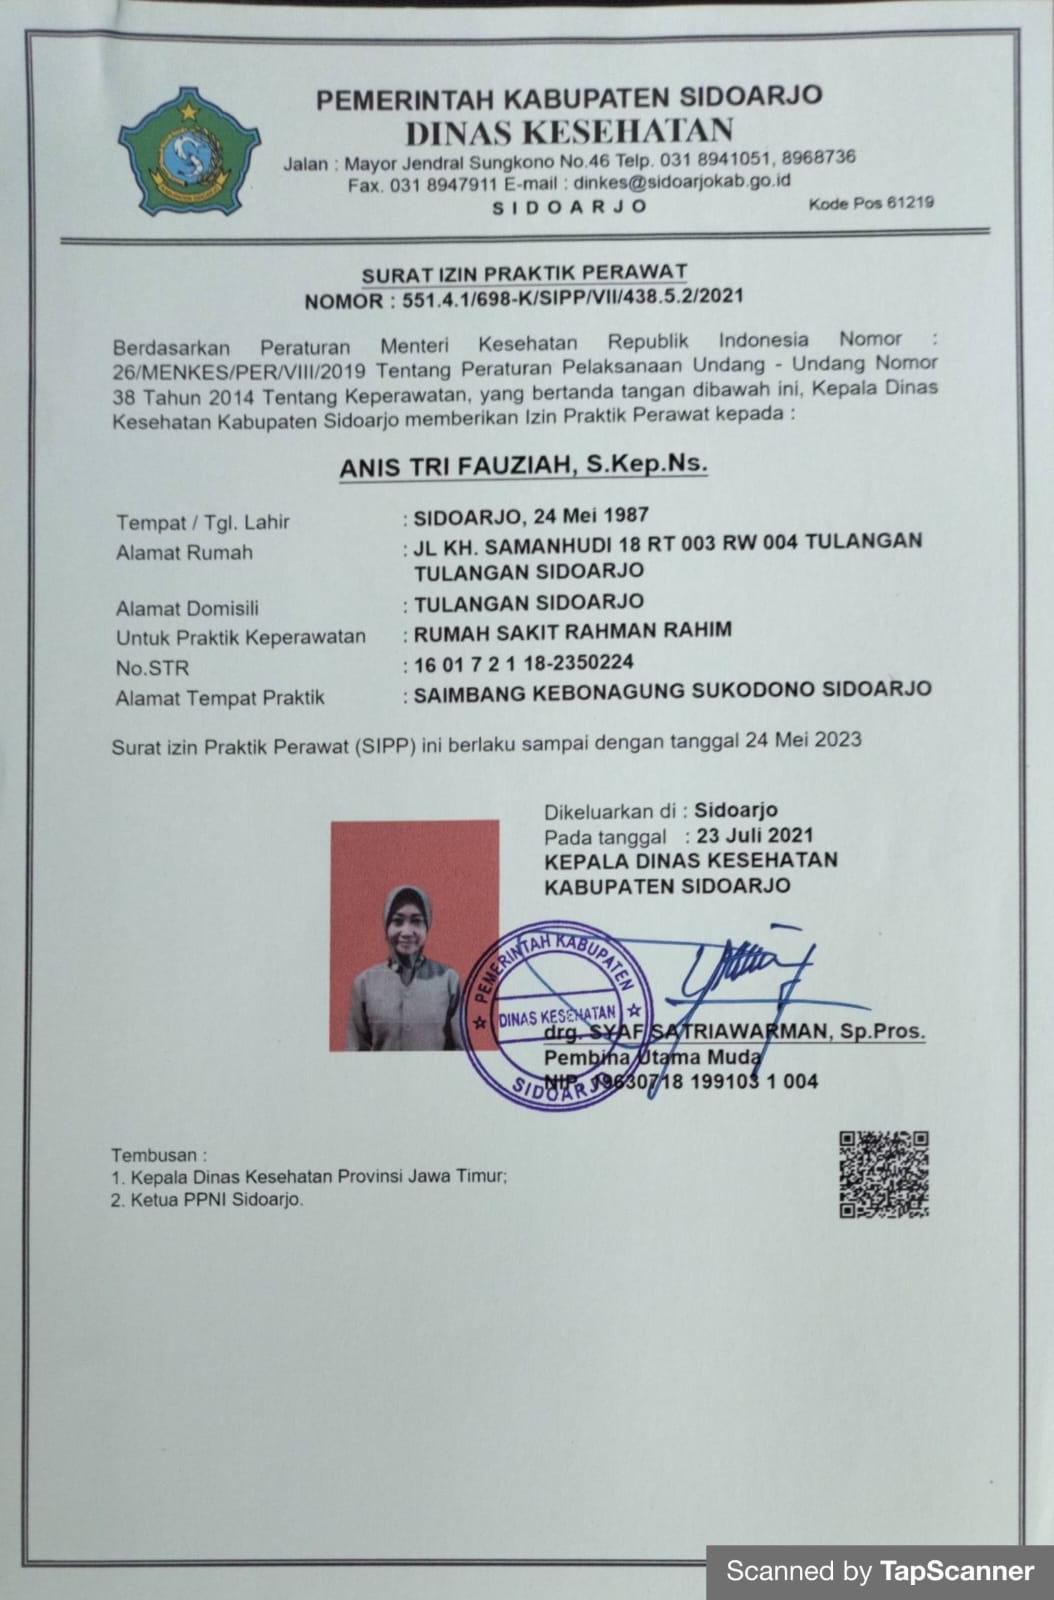 PEMERINTAH KABUPATEN SIDOARJO
DINAS KESEHATAN
Jalan : Mayor Jendral Sungkono No.46 Telp. 031 8941051, 8968736
Fax. 031 8947911 E-mail : dinkes@sidoarjokab.go.id
SIDOARJO
Kode Pos 61219
SURAT IZIN PRAKTIK PERAWAT
NOMOR : 551.4.1/698-K/SIPP/VII/438.5.2/2021
Berdasarkan Peraturan Menteri Kesehatan Republik Indonesia Nomor :
26/MENKES/PER/VIII/2019 Tentang Peraturan Pelaksanaan Undang - Undang Nomor
38 Tahun 2014 Tentang Keperawatan, yang bertanda tangan dibawah ini, Kepala Dinas
Kesehatan Kabupaten Sidoarjo memberikan Izin Praktik Perawat kepada :
ANIS TRI FAUZIAH, S.Kep.Ns.
Tempat / Tgl. Lahir : SIDOARJO, 24 Mei 1987
Alamat Rumah : JL KH. SAMANHUDI 18 RT 003 RW 004 TULANGAN
TULANGAN SIDOARJO
Alamat Domisili : TULANGAN SIDOARJO
Untuk Praktik Keperawatan : RUMAH SAKIT RAHMAN RAHIM
No.STR : 16 01 7 2 1 18-2350224
Alamat Tempat Praktik : SAIMBANG KEBONAGUNG SUKODONO SIDOARJO
Surat izin Praktik Perawat (SIPP) ini berlaku sampai dengan tanggal 24 Mei 2023
Dikeluarkan di : Sidoarjo
Pada tanggal : 23 Juli 2021
KEPALA DINAS KESEHATAN
KABUPATEN SIDOARJO
PEMERINTAH KABUPATEN
DINAS KESEHATAN
SIDOARJO
drg. SYAF SATRIAWARMAN, Sp.Pros.
Pembina Utama Muda
NIP. 19630718 199103 1 004
Tembusan :
1. Kepala Dinas Kesehatan Provinsi Jawa Timur;
2. Ketua PPNI Sidoarjo.
Scanned by TapScanner